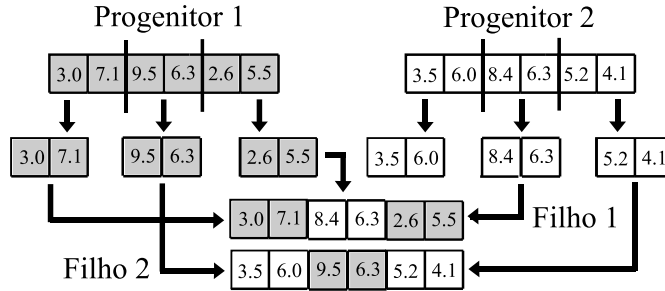 Progenitor 1 Progenitor 2
3.0 7.1 9.5 6.3 2.6 5.5 3.5 6.0 8.4 6.3 5.2 4.1
3.0 7.1 9.5 6.3 2.6 5.5 3.5 6.0 8.4 6.3 5.2 4.1
3.0 7.1 8.4 6.3 2.6 5.5 Filho 1
Filho 2 3.5 6.0 9.5 6.3 5.2 4.1